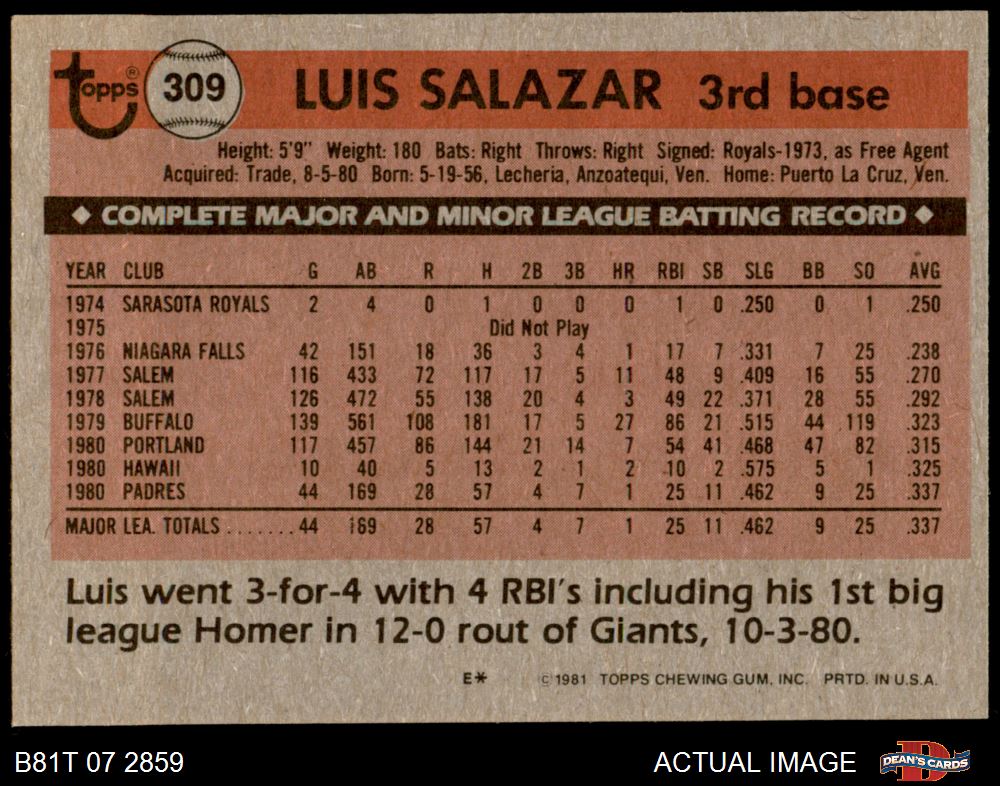 Topps® 309 LUIS SALAZAR 3rd base
Height: 5'9" Weight: 180 Bats: Right Throws: Right Signed: Royals-1973, as Free Agent
Acquired: Trade, 8-5-80 Born: 5-19-56, Lecheria, Anzoatequi, Ven. Home: Puerto La Cruz, Ven.
◆ COMPLETE MAJOR AND MINOR LEAGUE BATTING RECORD ◆
YEAR CLUB G AB R H 2B 3B HR RBI SB SLG BB SO AVG
1974 SARASOTA ROYALS 2 4 0 1 0 0 0 1 0 .250 0 1 .250
1975 Did Not Play
1976 NIAGARA FALLS 42 151 18 36 3 4 1 17 7 .331 7 25 .238
1977 SALEM 116 433 72 117 17 5 11 48 9 .409 16 55 .270
1978 SALEM 126 472 55 138 20 4 3 49 22 .371 28 55 .292
1979 BUFFALO 139 561 108 181 17 5 27 86 21 .515 44 119 .323
1980 PORTLAND 117 457 86 144 21 14 7 54 41 .468 47 82 .315
1980 HAWAII 10 40 5 13 2 1 2 10 2 .575 5 1 .325
1980 PADRES 44 169 28 57 4 7 1 25 11 .462 9 25 .337
MAJOR LEA. TOTALS ....... 44 169 28 57 4 7 1 25 11 .462 9 25 .337
Luis went 3-for-4 with 4 RBI's including his 1st big
league Homer in 12-0 rout of Giants, 10-3-80.
E* © 1981 TOPPS CHEWING GUM, INC. PRTD. IN U.S.A.
B81T 07 2859 ACTUAL IMAGE D DEAN'S CARDS